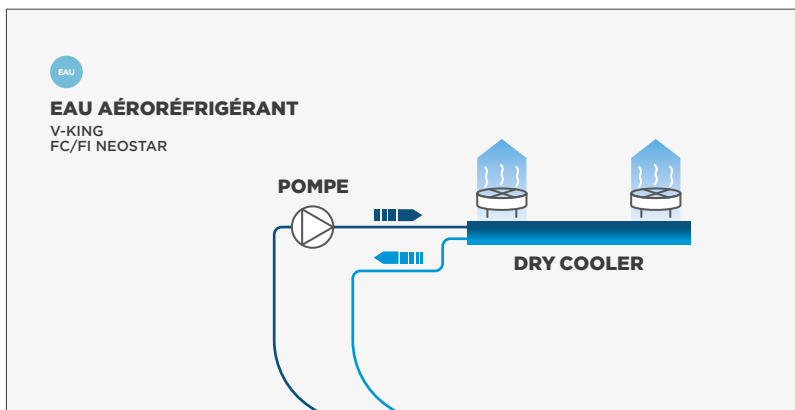 EAU
EAU AÉRORÉFRIGÉRANT
V-KING
FC/FI NEOSTAR
POMPE
DRY COOLER